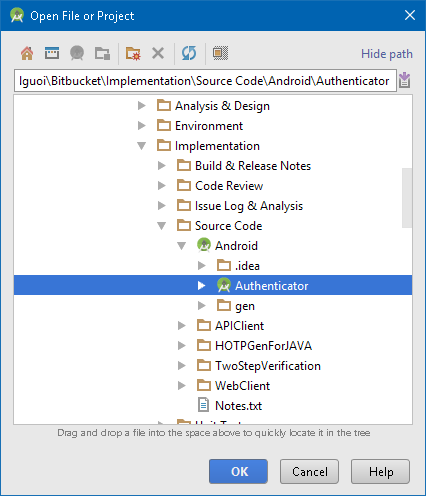 Open File or Project
Hide path
lguoi\Bitbucket\Implementation\Source Code\Android\Authenticator
Analysis & Design
Environment
Implementation
Build & Release Notes
Code Review
Issue Log & Analysis
Source Code
Android
.idea
Authenticator
gen
APIClient
HOTPGenForJAVA
TwoStepVerification
WebClient
Notes.txt
Drag and drop a file into the space above to quickly locate it in the tree
OK
Cancel
Help